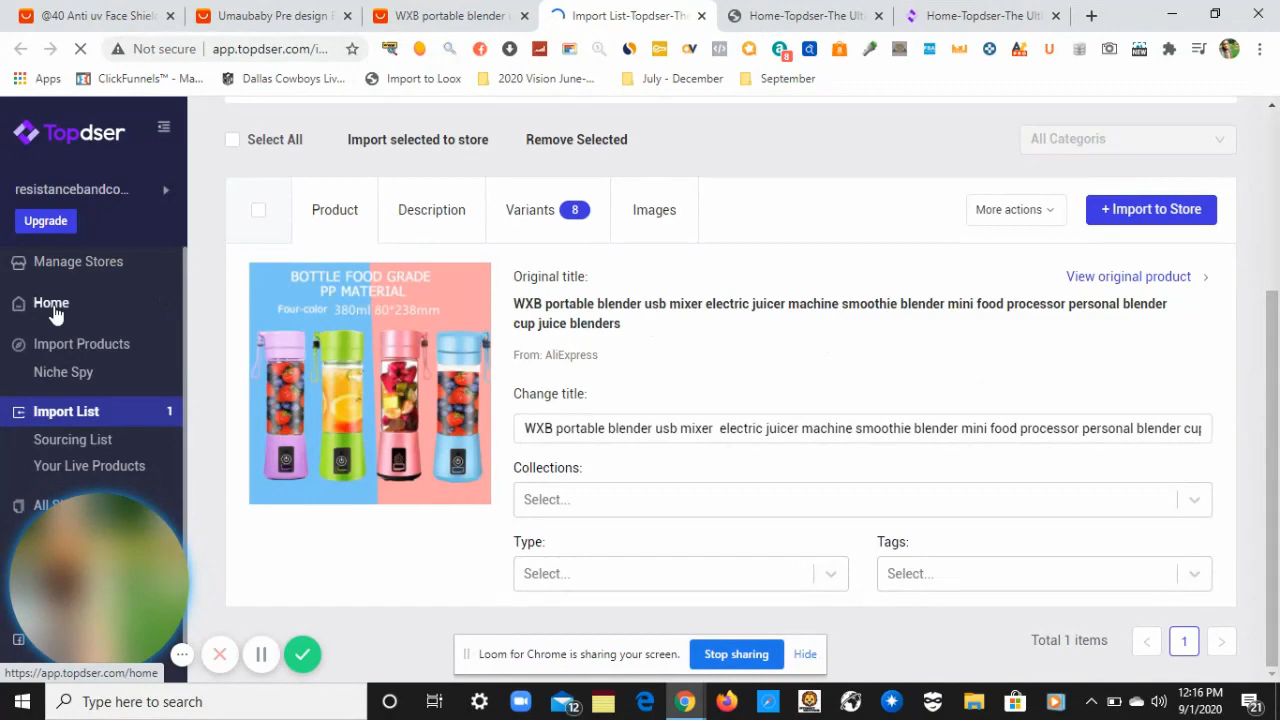 @40 Anti uv Face Shiel
Umaubaby Pre design F
WXB portable blender
Import List-Topdser-The
Home-Topdser-The Ulti
Home-Topdser-The Ulti
Not secure
app.topdser.com/i...
Apps
ClickFunnels™ - Ma...
Dallas Cowboys Livi...
Import to Loox
2020 Vision June-...
July - December
September
Topdser
resistancebandco...
Upgrade
Manage Stores
Home
Import Products
Niche Spy
Import List 1
Sourcing List
Your Live Products
Select All
Import selected to store
Remove Selected
All Categoris
Product
Description
Variants 8
Images
More actions
+ Import to Store
BOTTLE FOOD GRADE
PP MATERIAL
Four-color 380ml 80*238mm
Original title:
View original product
WXB portable blender usb mixer electric juicer machine smoothie blender mini food processor personal blender
cup juice blenders
From: AliExpress
Change title:
WXB portable blender usb mixer electric juicer machine smoothie blender mini food processor personal blender cup
Collections:
Select...
Type:
Tags:
Select...
Select...
Total 1 items
1
Loom for Chrome is sharing your screen.
Stop sharing
Hide
https://app.topdser.com/home
Type here to search
12
12:16 PM
9/1/2020
21